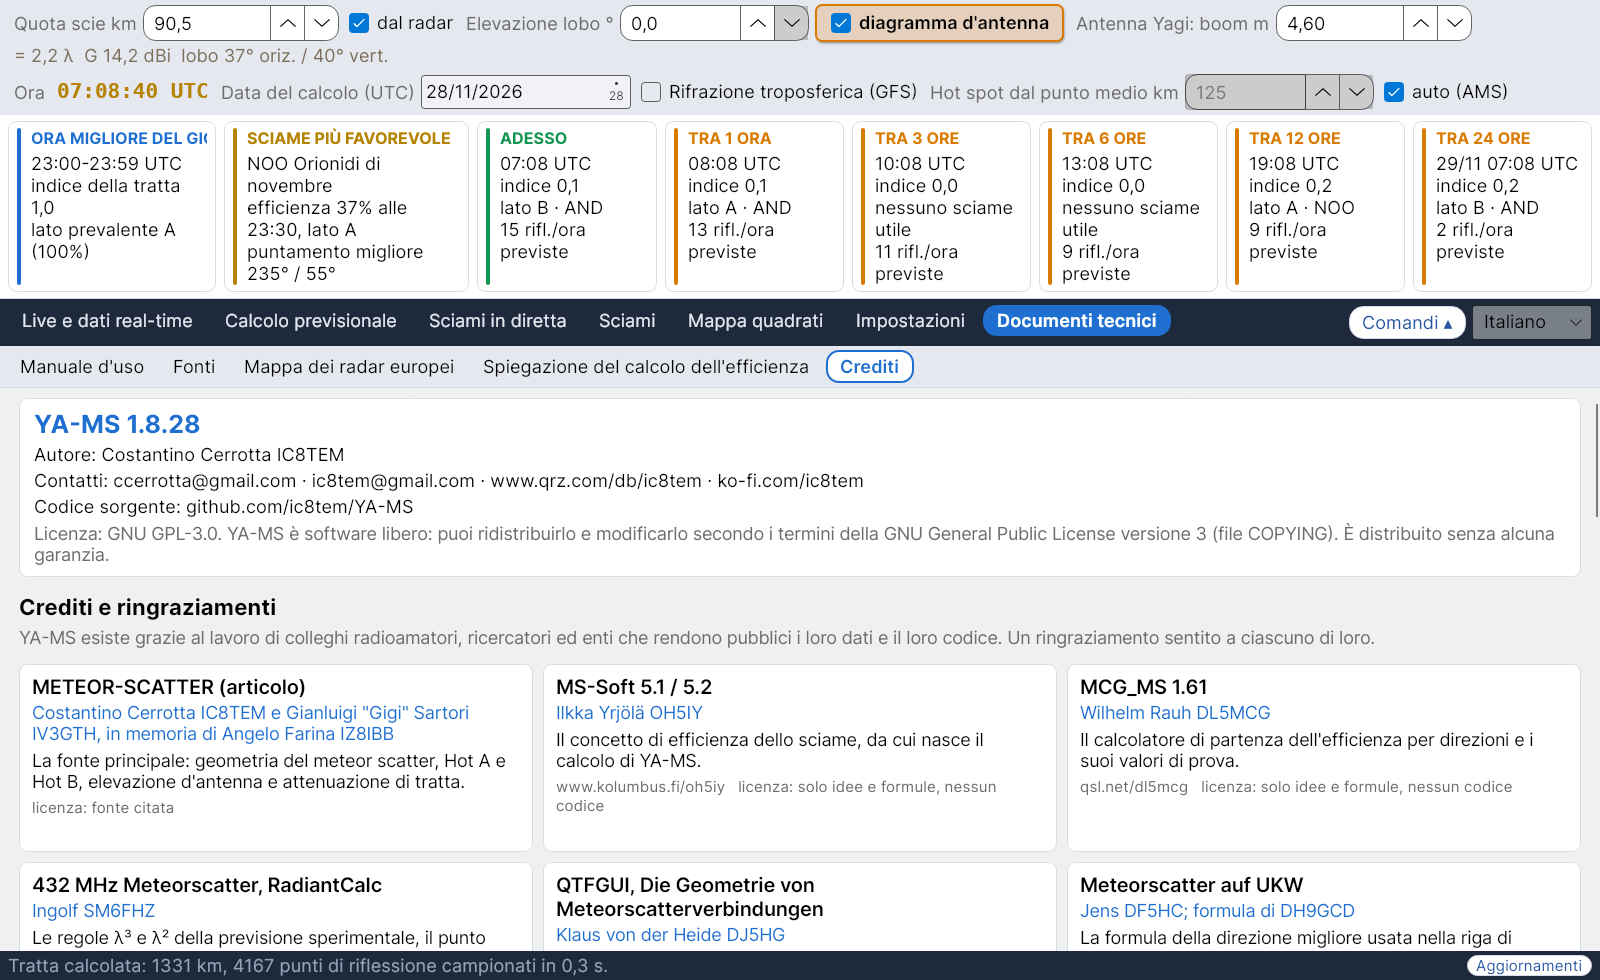 Quota scie km 90,5 dal radar Elevazione lobo ° 0,0 diagramma d'antenna Antenna Yagi: boom m 4,60
= 2,2 λ G 14,2 dBi lobo 37° oriz. / 40° vert.
Ora 07:08:40 UTC Data del calcolo (UTC) 28/11/2026 28 Rifrazione troposferica (GFS) Hot spot dal punto medio km 125 auto (AMS)
ORA MIGLIORE DEL GI
23:00-23:59 UTC
indice della tratta
1,0
lato prevalente A
(100%)
SCIAME PIÙ FAVOREVOLE
NOO Orionidi di
novembre
efficienza 37% alle
23:30, lato A
puntamento migliore
235° / 55°
ADESSO
07:08 UTC
indice 0,1
lato B · AND
15 rifl./ora
previste
TRA 1 ORA
08:08 UTC
indice 0,1
lato A · AND
13 rifl./ora
previste
TRA 3 ORE
10:08 UTC
indice 0,0
nessuno sciame
utile
11 rifl./ora
previste
TRA 6 ORE
13:08 UTC
indice 0,0
nessuno sciame
utile
9 rifl./ora
previste
TRA 12 ORE
19:08 UTC
indice 0,2
lato A · NOO
9 rifl./ora
previste
TRA 24 ORE
29/11 07:08 UTC
indice 0,2
lato B · AND
2 rifl./ora
previste
Live e dati real-time Calcolo previsionale Sciami in diretta Sciami Mappa quadrati Impostazioni Documenti tecnici Comandi ▴ Italiano
Manuale d'uso Fonti Mappa dei radar europei Spiegazione del calcolo dell'efficienza Crediti
YA-MS 1.8.28
Autore: Costantino Cerrotta IC8TEM
Contatti: ccerrotta@gmail.com · ic8tem@gmail.com · www.qrz.com/db/ic8tem · ko-fi.com/ic8tem
Codice sorgente: github.com/ic8tem/YA-MS
Licenza: GNU GPL-3.0. YA-MS è software libero: puoi ridistribuirlo e modificarlo secondo i termini della GNU General Public License versione 3 (file COPYING). È distribuito senza alcuna
garanzia.
Crediti e ringraziamenti
YA-MS esiste grazie al lavoro di colleghi radioamatori, ricercatori ed enti che rendono pubblici i loro dati e il loro codice. Un ringraziamento sentito a ciascuno di loro.
METEOR-SCATTER (articolo)
Costantino Cerrotta IC8TEM e Gianluigi "Gigi" Sartori
IV3GTH, in memoria di Angelo Farina IZ8IBB
La fonte principale: geometria del meteor scatter, Hot A e
Hot B, elevazione d'antenna e attenuazione di tratta.
licenza: fonte citata
MS-Soft 5.1 / 5.2
Ilkka Yrjölä OH5IY
Il concetto di efficienza dello sciame, da cui nasce il
calcolo di YA-MS.
www.kolumbus.fi/oh5iy licenza: solo idee e formule, nessun
codice
MCG_MS 1.61
Wilhelm Rauh DL5MCG
Il calcolatore di partenza dell'efficienza per direzioni e i
suoi valori di prova.
qsl.net/dl5mcg licenza: solo idee e formule, nessun codice
432 MHz Meteorscatter, RadiantCalc
Ingolf SM6FHZ
Le regole λ³ e λ² della previsione sperimentale, il punto
QTFGUI, Die Geometrie von
Meteorscatterverbindungen
Klaus von der Heide DJ5HG
Meteorscatter auf UKW
Jens DF5HC; formula di DH9GCD
La formula della direzione migliore usata nella riga di
Tratta calcolata: 1331 km, 4167 punti di riflessione campionati in 0,3 s. Aggiornamenti